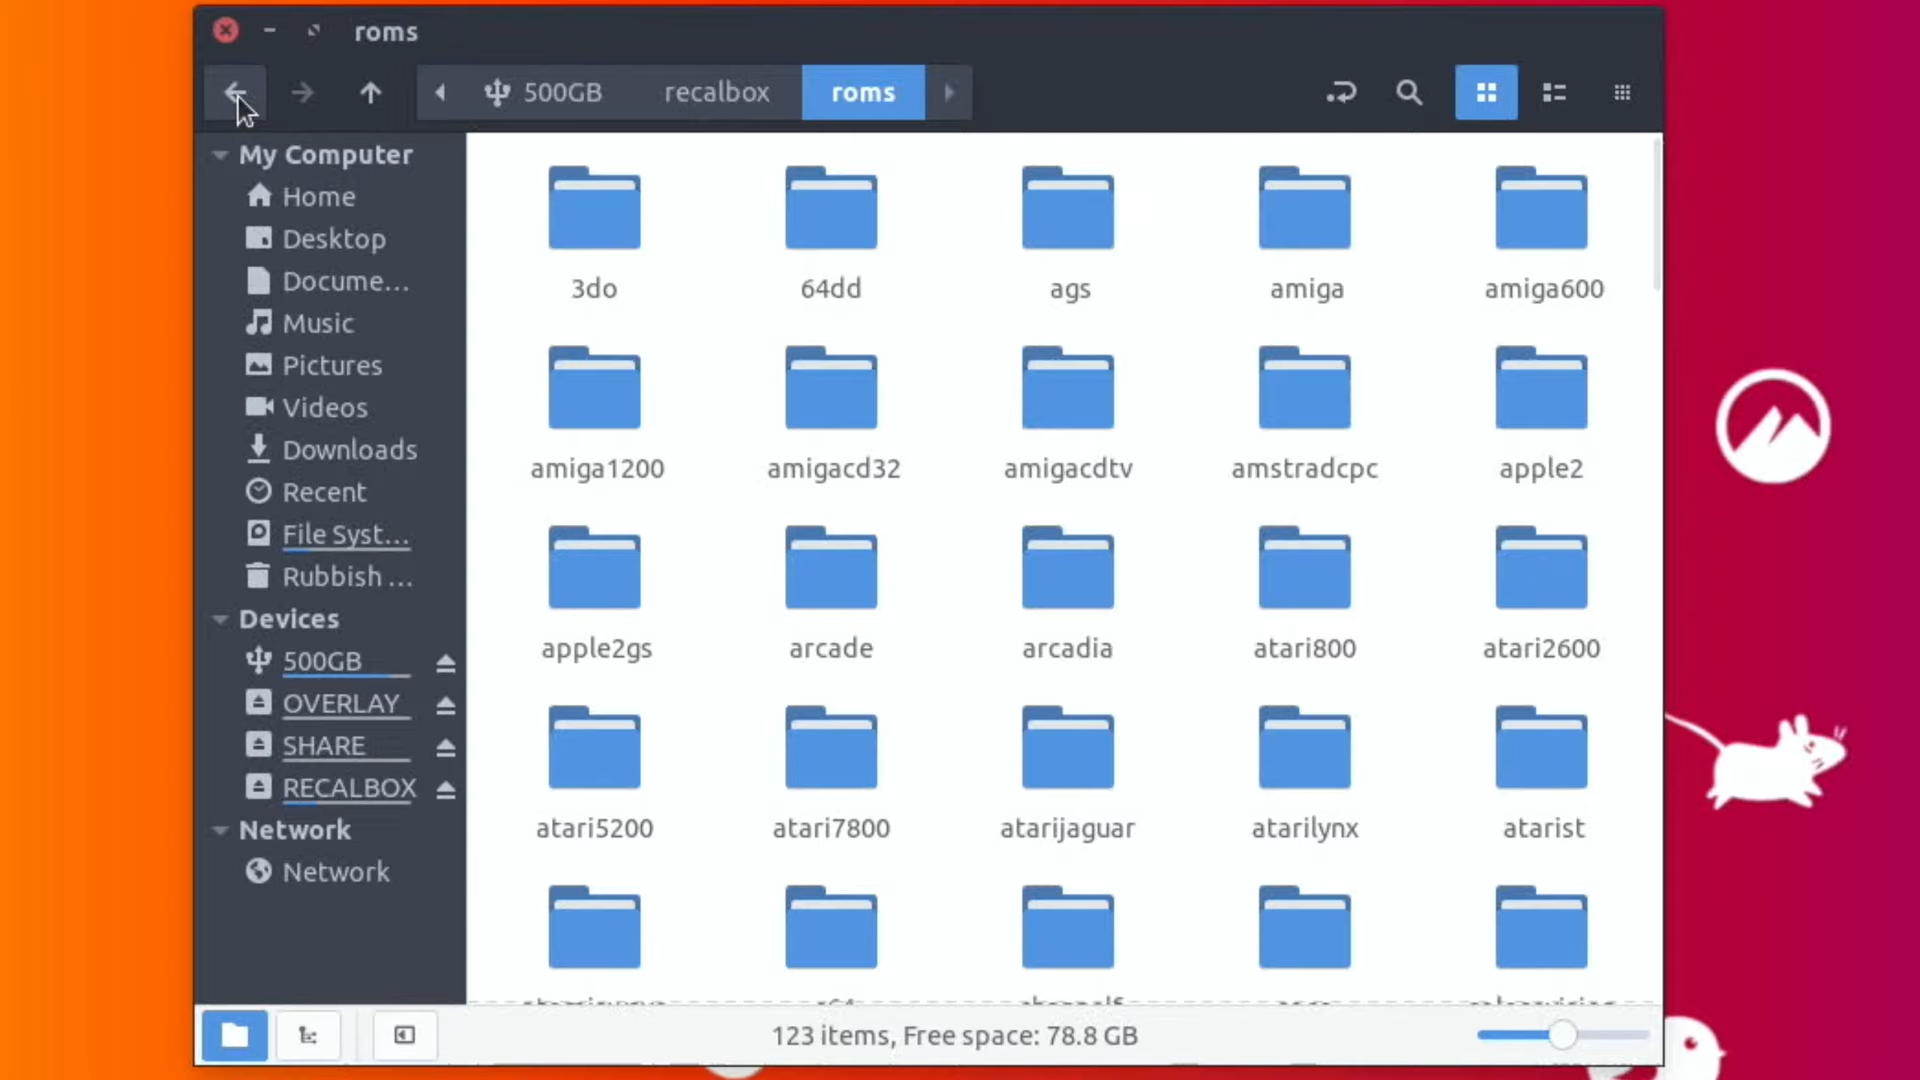 roms
500GB recalbox roms
My Computer
Home
Desktop
Docume...
Music
Pictures
Videos
Downloads
Recent
File Syst...
Rubbish ...
Devices
500GB
OVERLAY
SHARE
RECALBOX
Network
Network
3do 64dd ags amiga amiga600
amiga1200 amigacd32 amigacdtv amstradcpc apple2
apple2gs arcade arcadia atari800 atari2600
atari5200 atari7800 atarijaguar atarilynx atarist
123 items, Free space: 78.8 GB